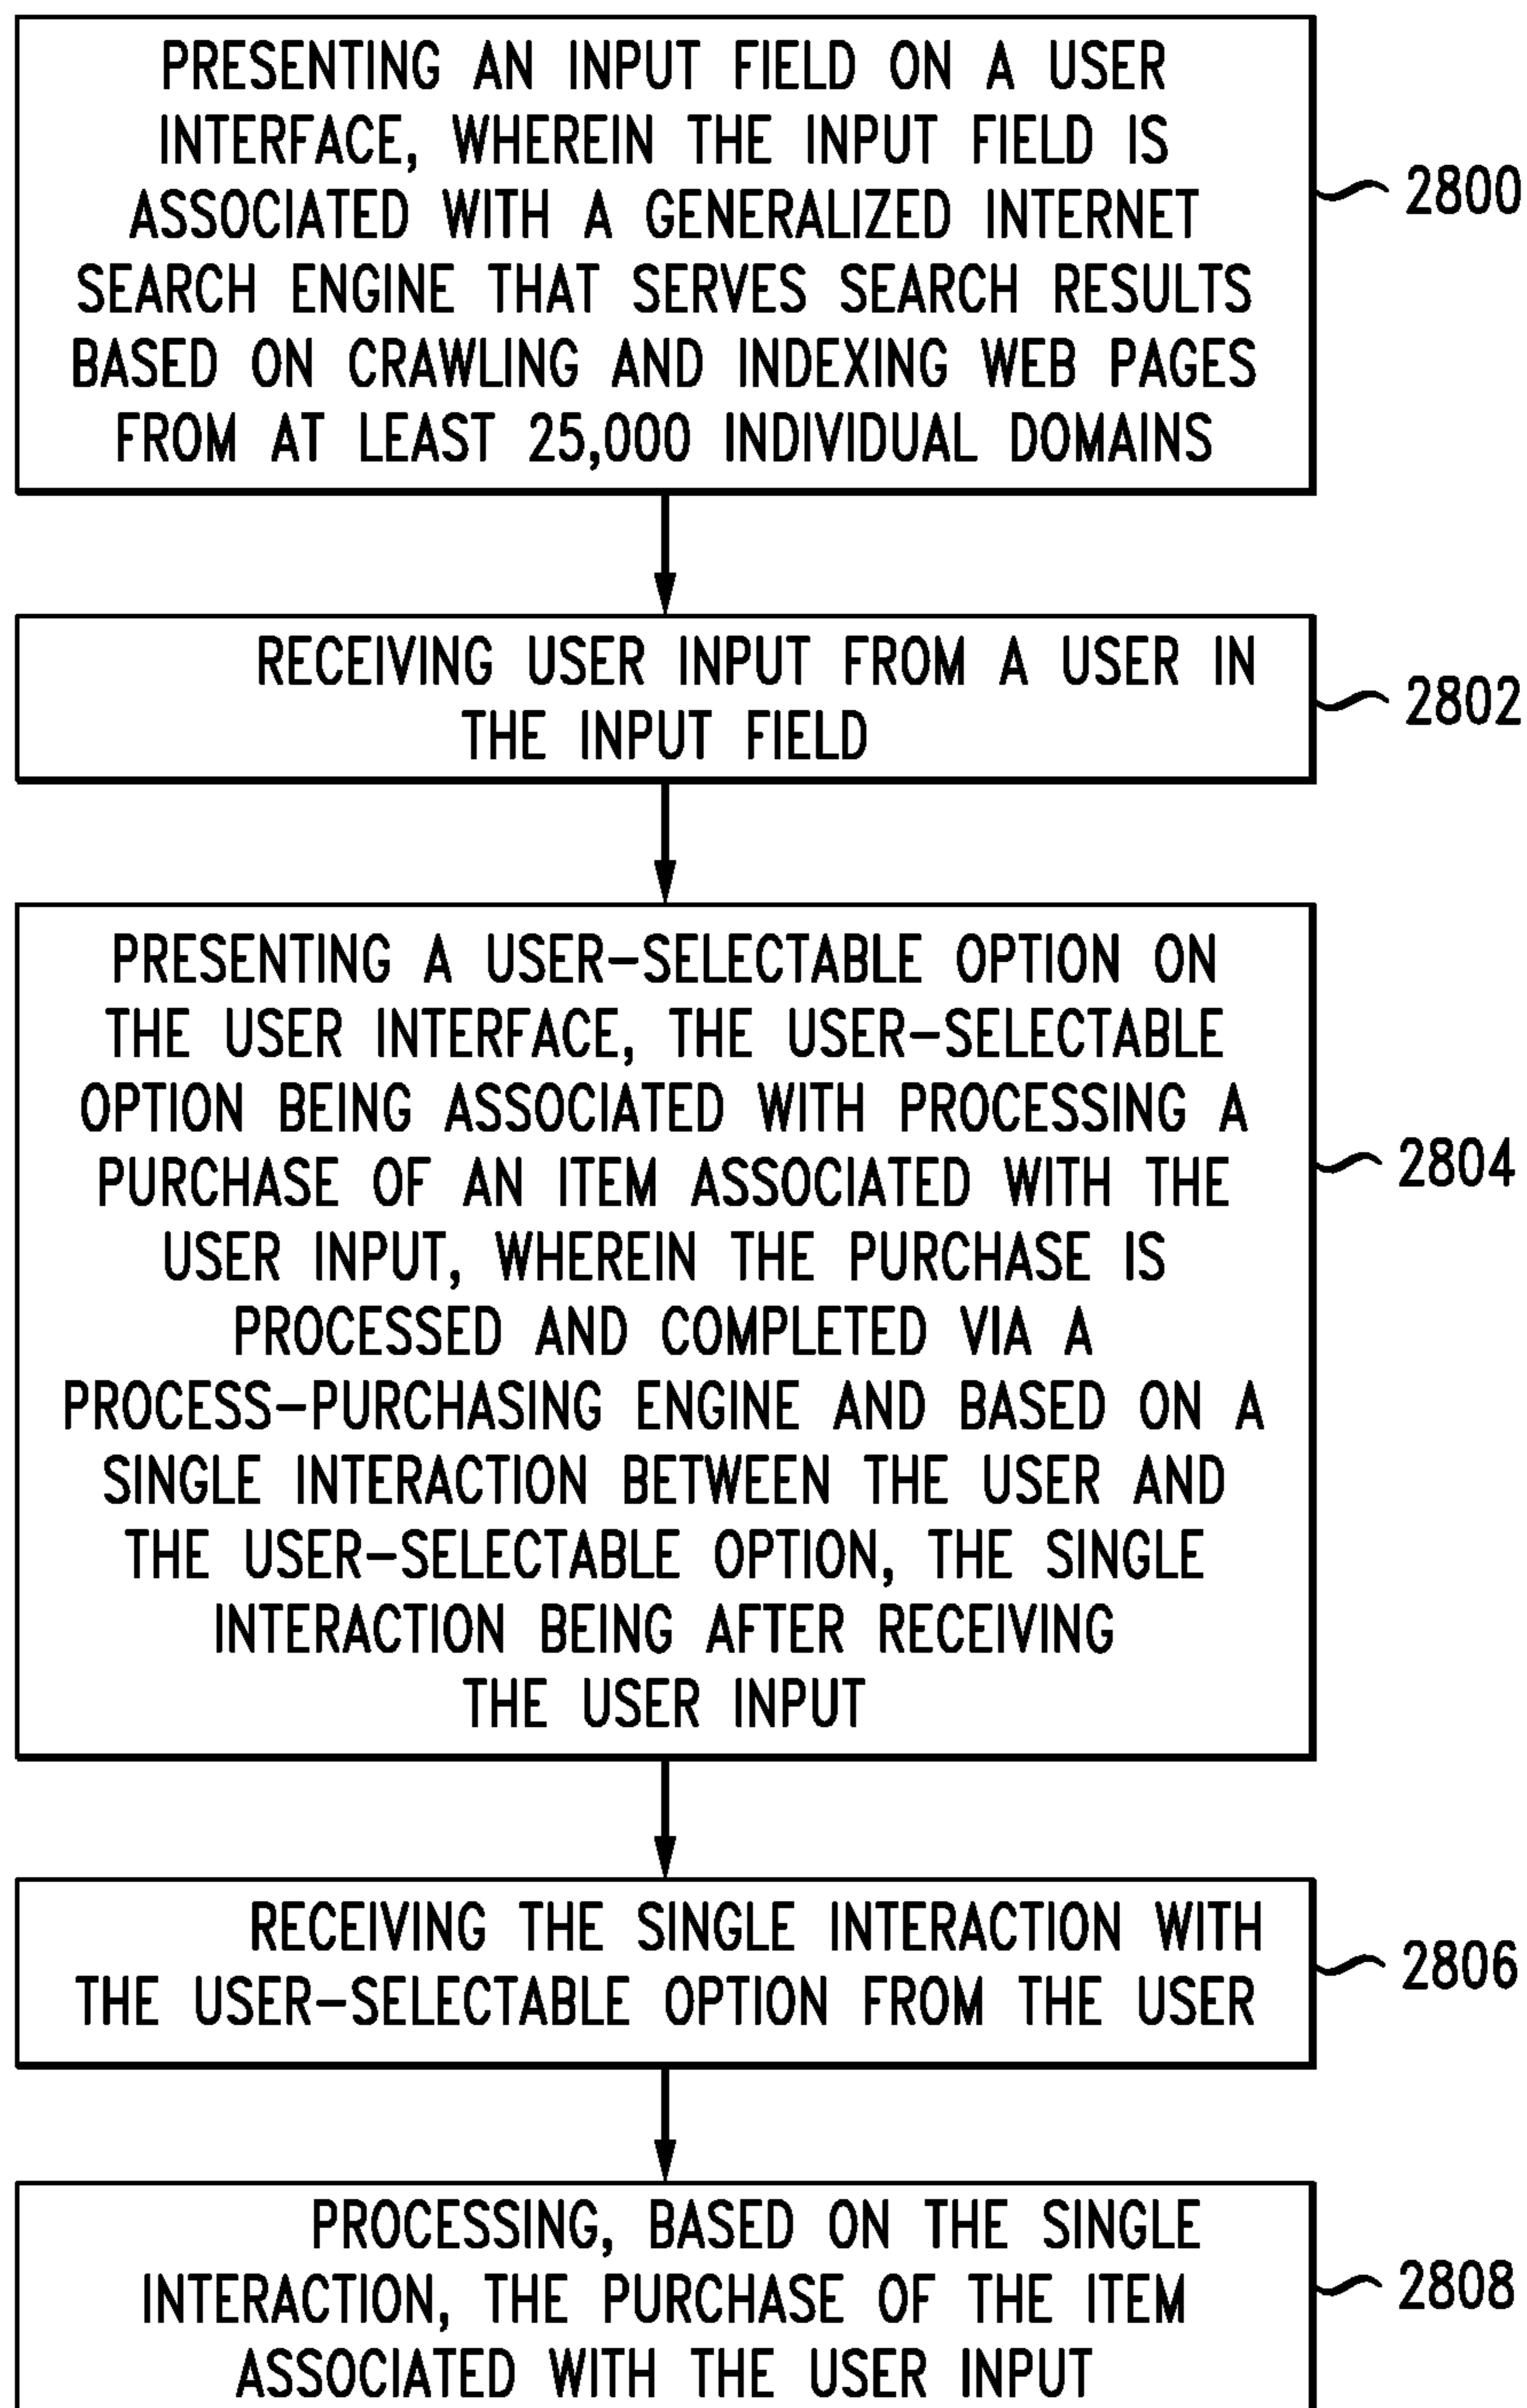 PRESENTING AN INPUT FIELD ON A USER
INTERFACE, WHEREIN THE INPUT FIELD IS
ASSOCIATED WITH A GENERALIZED INTERNET
SEARCH ENGINE THAT SERVES SEARCH RESULTS
BASED ON CRAWLING AND INDEXING WEB PAGES
FROM AT LEAST 25,000 INDIVIDUAL DOMAINS
2800
RECEIVING USER INPUT FROM A USER IN
THE INPUT FIELD
2802
PRESENTING A USER-SELECTABLE OPTION ON
THE USER INTERFACE, THE USER-SELECTABLE
OPTION BEING ASSOCIATED WITH PROCESSING A
PURCHASE OF AN ITEM ASSOCIATED WITH THE
USER INPUT, WHEREIN THE PURCHASE IS
PROCESSED AND COMPLETED VIA A
PROCESS-PURCHASING ENGINE AND BASED ON A
SINGLE INTERACTION BETWEEN THE USER AND
THE USER-SELECTABLE OPTION, THE SINGLE
INTERACTION BEING AFTER RECEIVING
THE USER INPUT
2804
RECEIVING THE SINGLE INTERACTION WITH
THE USER-SELECTABLE OPTION FROM THE USER
2806
PROCESSING, BASED ON THE SINGLE
INTERACTION, THE PURCHASE OF THE ITEM
ASSOCIATED WITH THE USER INPUT
2808